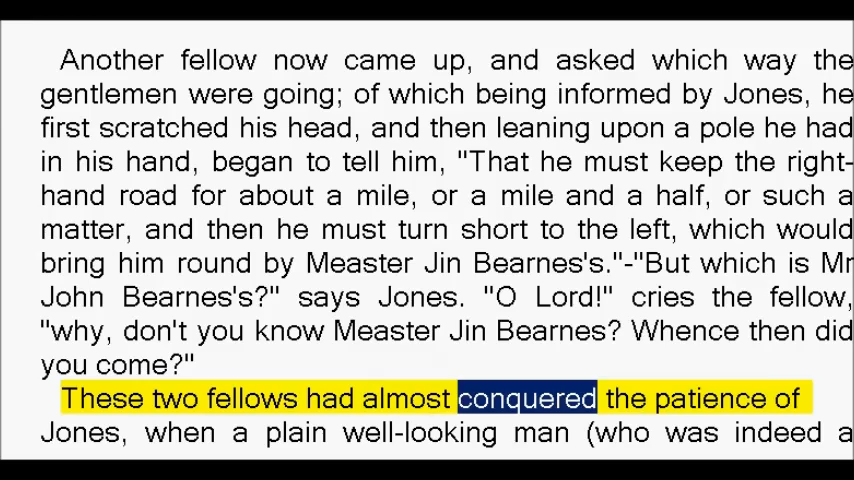 Another fellow now came up, and asked which way the
gentlemen were going; of which being informed by Jones, he
first scratched his head, and then leaning upon a pole he had
in his hand, began to tell him, "That he must keep the right-
hand road for about a mile, or a mile and a half, or such a
matter, and then he must turn short to the left, which would
bring him round by Measter Jin Bearnes's."-"But which is Mr
John Bearnes's?" says Jones. "O Lord!" cries the fellow,
"why, don't you know Measter Jin Bearnes? Whence then did
you come?"
These two fellows had almost conquered the patience of
Jones, when a plain well-looking man (who was indeed a